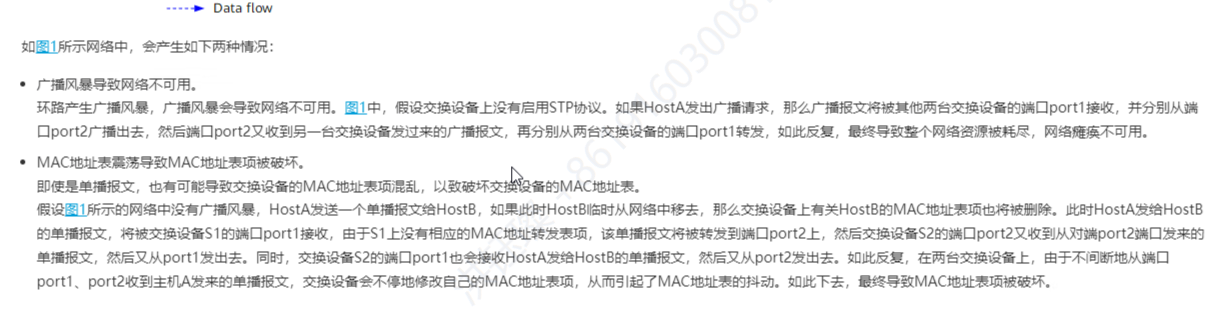 Data flow
如图1所示网络中，会产生如下两种情况：
广播风暴导致网络不可用。
环路产生广播风暴，广播风暴会导致网络不可用。图1中，假设交换设备上没有启用STP协议。如果HostA发出广播请求，那么广播报文将被其他两台交换设备的端口port1接收，并分别从端
口port2广播出去，然后端口port2又收到另一台交换设备发过来的广播报文，再分别从两台交换设备的端口port1转发，如此反复，最终导致整个网络资源被耗尽，网络瘫痪不可用。
MAC地址表震荡导致MAC地址表项被破坏。
即使是单播报文，也有可能导致交换设备的MAC地址表项混乱，以致破坏交换设备的MAC地址表。
假设图1所示的网络中没有广播风暴，HostA发送一个单播报文给HostB，如果此时HostB临时从网络中移去，那么交换设备上有关HostB的MAC地址表项也将被删除。此时HostA发给HostB
的单播报文，将被交换设备S1的端口port1接收，由于S1上没有相应的MAC地址转发表项，该单播报文将被转发到端口port2上，然后交换设备S2的端口port2又收到从对端port2端口发来的
单播报文，然后又从port1发出去。同时，交换设备S2的端口port1也会接收HostA发给HostB的单播报文，然后又从port2发出去。如此反复，在两台交换设备上，由于不间断地从端口
port1、port2收到主机A发来的单播报文，交换设备会不停地修改自己的MAC地址表项，从而引起了MAC地址表的抖动。如此下去，最终导致MAC地址表项被破坏。